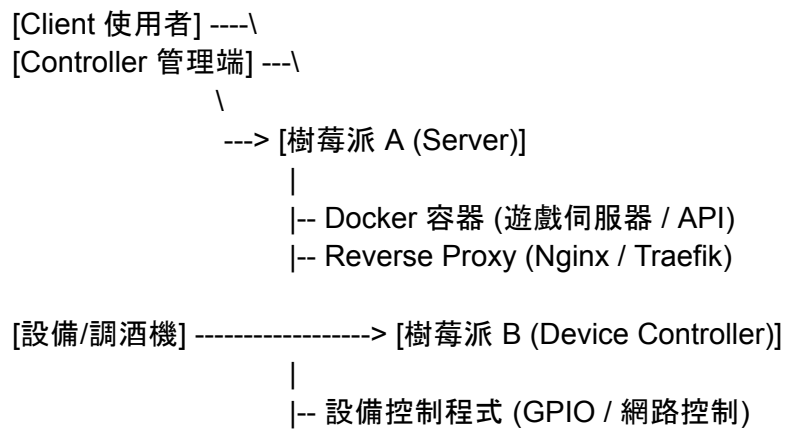 [Client 使用者] ----\
[Controller 管理端] ---\
\
---> [樹莓派 A (Server)]
|
|-- Docker 容器 (遊戲伺服器 / API)
|-- Reverse Proxy (Nginx / Traefik)
[設備/調酒機] ------------------> [樹莓派 B (Device Controller)]
|
|-- 設備控制程式 (GPIO / 網路控制)